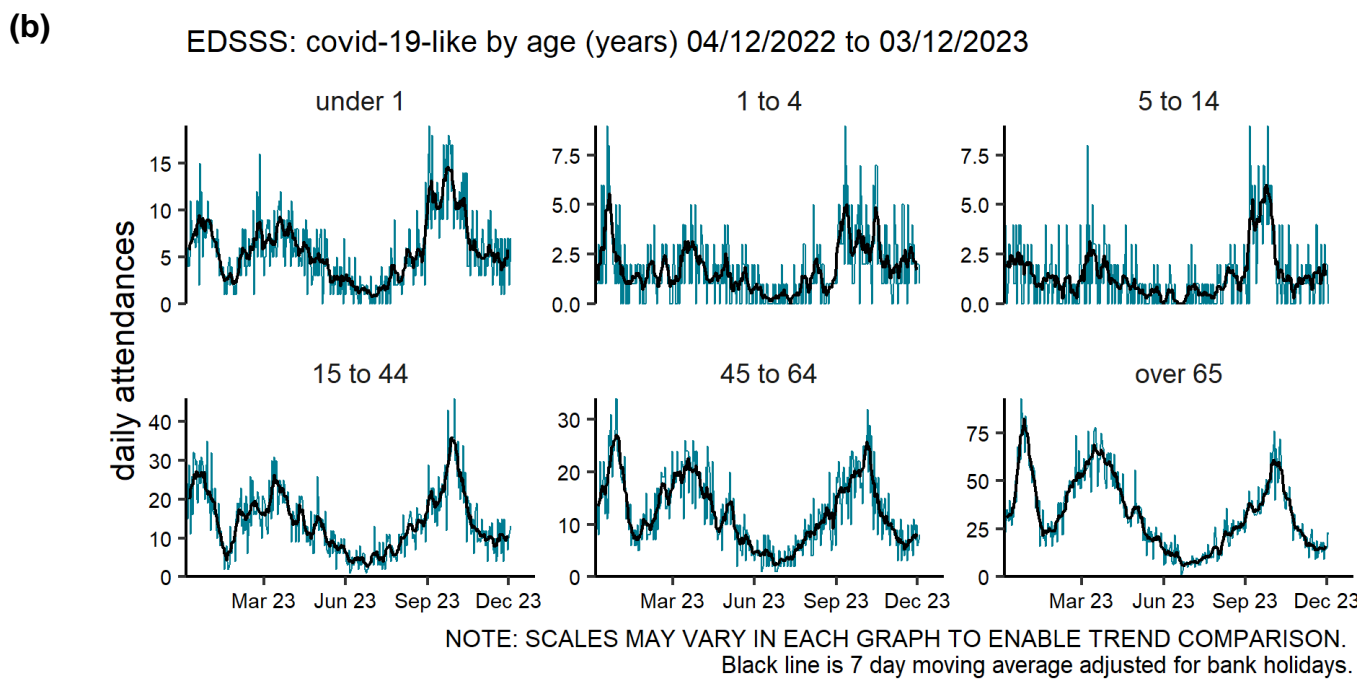 (b)
EDSSS: covid-19-like by age (years) 04/12/2022 to 03/12/2023
under 1
1 to 4
5 to 14
15
10
5
0
7.5
5.0
2.5
0.0
7.5
5.0
2.5
0.0
daily attendances
15 to 44
45 to 64
over 65
40
30
20
10
0
30
20
10
0
75
50
25
0
Mar 23 Jun 23 Sep 23 Dec 23
Mar 23 Jun 23 Sep 23 Dec 23
Mar 23 Jun 23 Sep 23 Dec 23
NOTE: SCALES MAY VARY IN EACH GRAPH TO ENABLE TREND COMPARISON.
Black line is 7 day moving average adjusted for bank holidays.